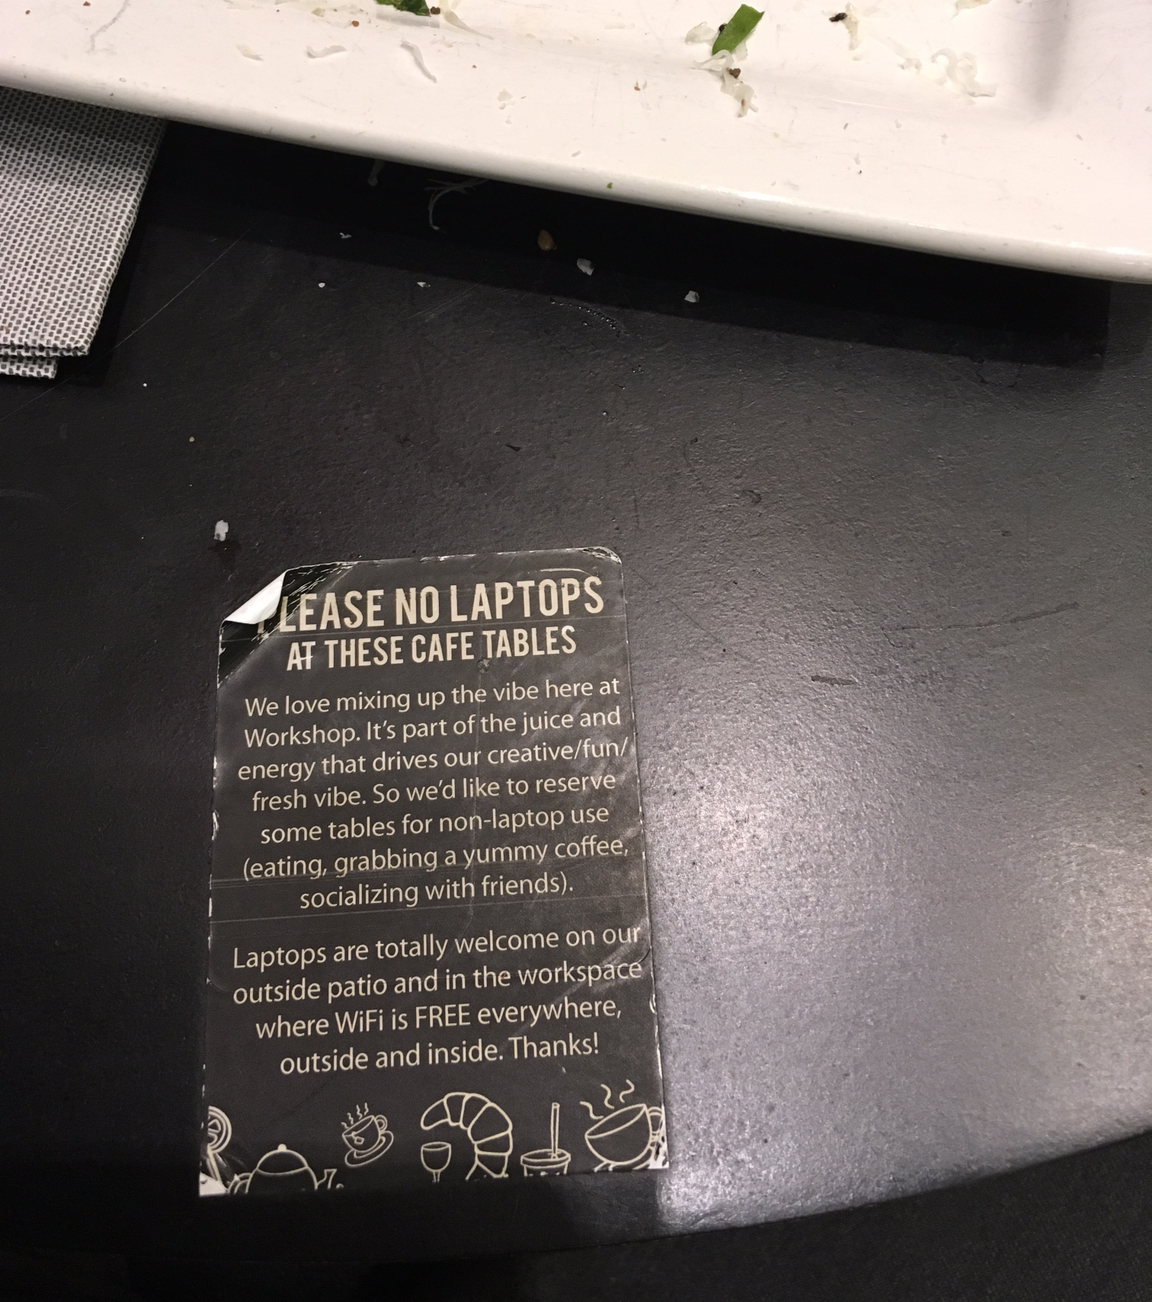 PLEASE NO LAPTOPS
AT THESE CAFE TABLES
We love mixing up the vibe here at
Workshop. It's part of the juice and
energy that drives our creative/fun/
fresh vibe. So we'd like to reserve
some tables for non-laptop use
(eating, grabbing a yummy coffee,
socializing with friends).
Laptops are totally welcome on our
outside patio and in the workspace
where WiFi is FREE everywhere,
outside and inside. Thanks!